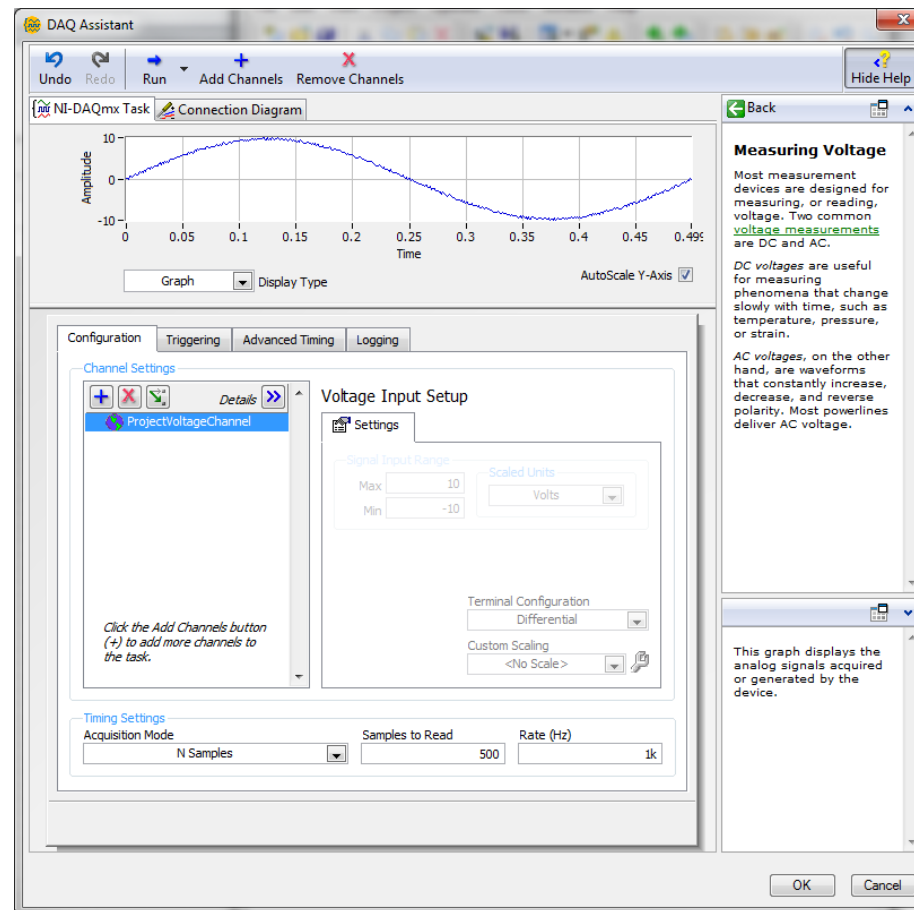 DAQ Assistant
Undo Redo Run Add Channels Remove Channels Hide Help
NI-DAQmx Task Connection Diagram
Amplitude
10
0
-10
0 0.05 0.1 0.15 0.2 0.25 0.3 0.35 0.4 0.45 0.499
Time
Graph Display Type AutoScale Y-Axis
Configuration Triggering Advanced Timing Logging
Channel Settings
Details
ProjectVoltageChannel
Click the Add Channels button
(+) to add more channels to
the task.
Voltage Input Setup
Settings
Signal Input Range
Max 10
Min -10
Scaled Units
Volts
Terminal Configuration
Differential
Custom Scaling
<No Scale>
Timing Settings
Acquisition Mode Samples to Read Rate (Hz)
N Samples 500 1k
Back
Measuring Voltage
Most measurement
devices are designed for
measuring, or reading,
voltage. Two common
voltage measurements
are DC and AC.
DC voltages are useful
for measuring
phenomena that change
slowly with time, such as
temperature, pressure,
or strain.
AC voltages, on the other
hand, are waveforms
that constantly increase,
decrease, and reverse
polarity. Most powerlines
deliver AC voltage.
This graph displays the
analog signals acquired
or generated by the
device.
OK Cancel